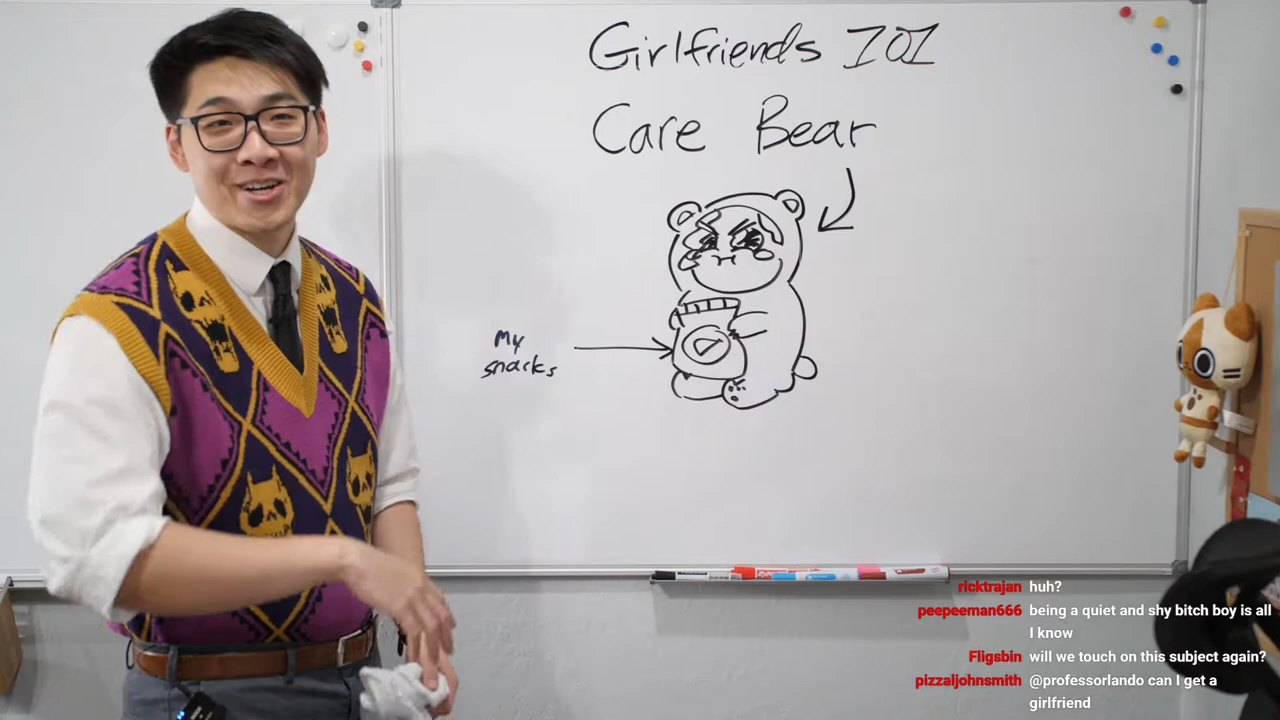 Girlfriends 101
Care Bear
My
snacks
ricktrajan huh?
peepeeman666 being a quiet and shy bitch boy is all
I know
Fligsbin will we touch on this subject again?
pizzaljohnsmith @professorlando can I get a
girlfriend